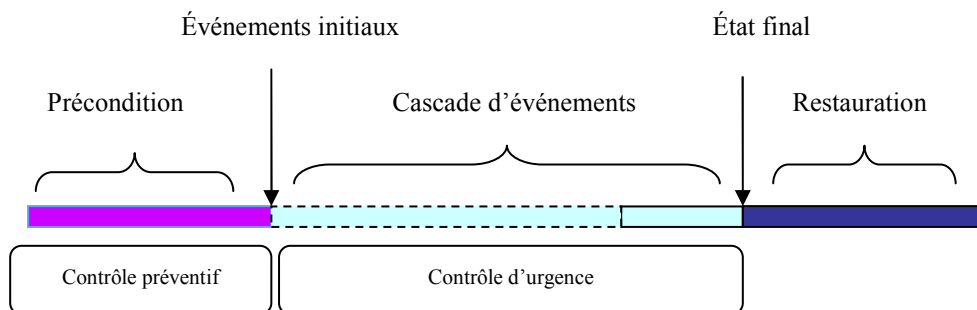 Événements initiaux
État final
Précondition
Cascade d’événements
Restauration
Contrôle préventif
Contrôle d’urgence